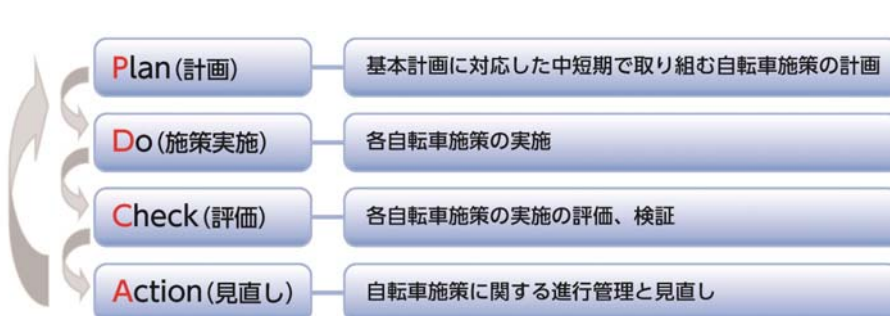 Plan(計画) 基本計画に対応した中短期で取り組む自転車施策の計画
Do(施策実施) 各自転車施策の実施
Check(評価) 各自転車施策の実施の評価、検証
Action(見直し) 自転車施策に関する進行管理と見直し